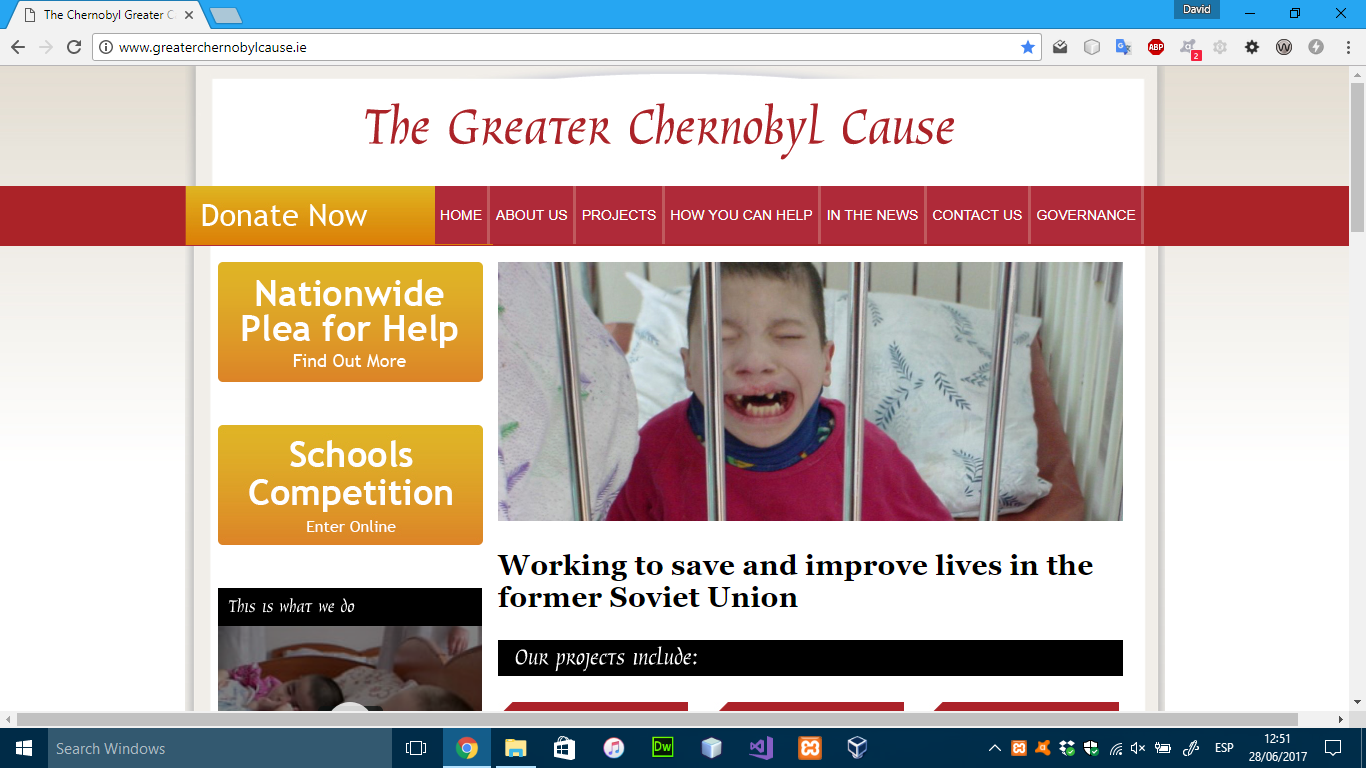 The Chernobyl Greater C
David
www.greaterchernobylcause.ie
ABP
2
W
The Greater Chernobyl Cause
Donate Now
HOME
ABOUT US
PROJECTS
HOW YOU CAN HELP
IN THE NEWS
CONTACT US
GOVERNANCE
Nationwide
Plea for Help
Find Out More
Schools
Competition
Enter Online
This is what we do
Working to save and improve lives in the
former Soviet Union
Our projects include:
Search Windows
Dw
ESP
12:51
28/06/2017